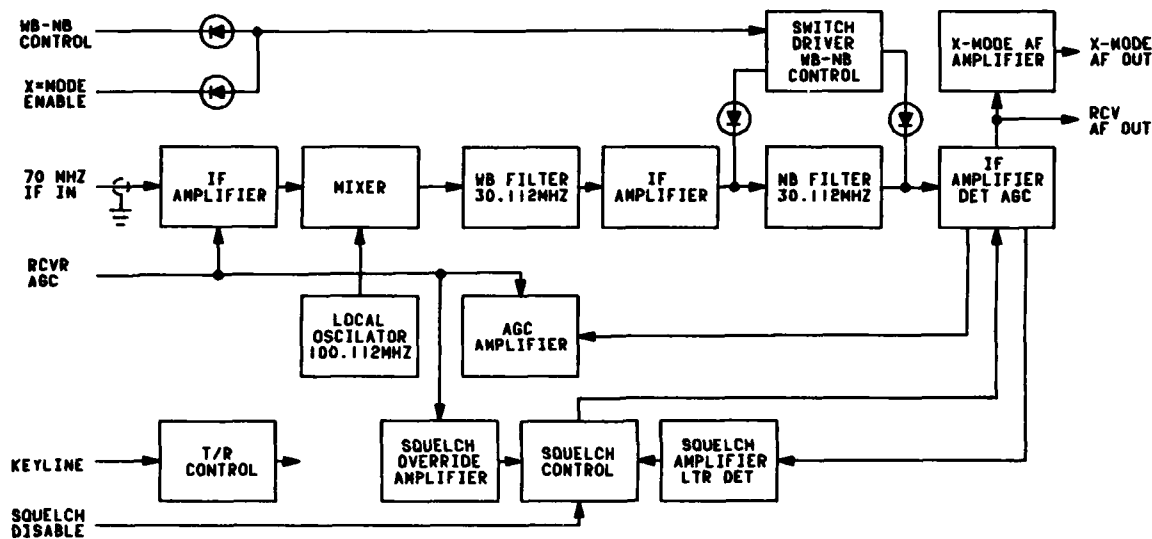 WB-NB
CONTROL
X=MODE
ENABLE
SWITCH
DRIVER
WB-NB
CONTROL
X-MODE AF
AMPLIFIER
X-MODE
AF OUT
RCV
AF OUT
70 MHZ
IF IN
IF
AMPLIFIER
MIXER
WB FILTER
30.112MHZ
IF
AMPLIFIER
NB FILTER
30.112MHZ
IF
AMPLIFIER
DET AGC
RCVR
AGC
LOCAL
OSCILATOR
100.112MHZ
AGC
AMPLIFIER
KEYLINE
T/R
CONTROL
SQUELCH
OVERRIDE
AMPLIFIER
SQUELCH
CONTROL
SQUELCH
AMPLIFIER
LTR DET
SQUELCH
DISABLE